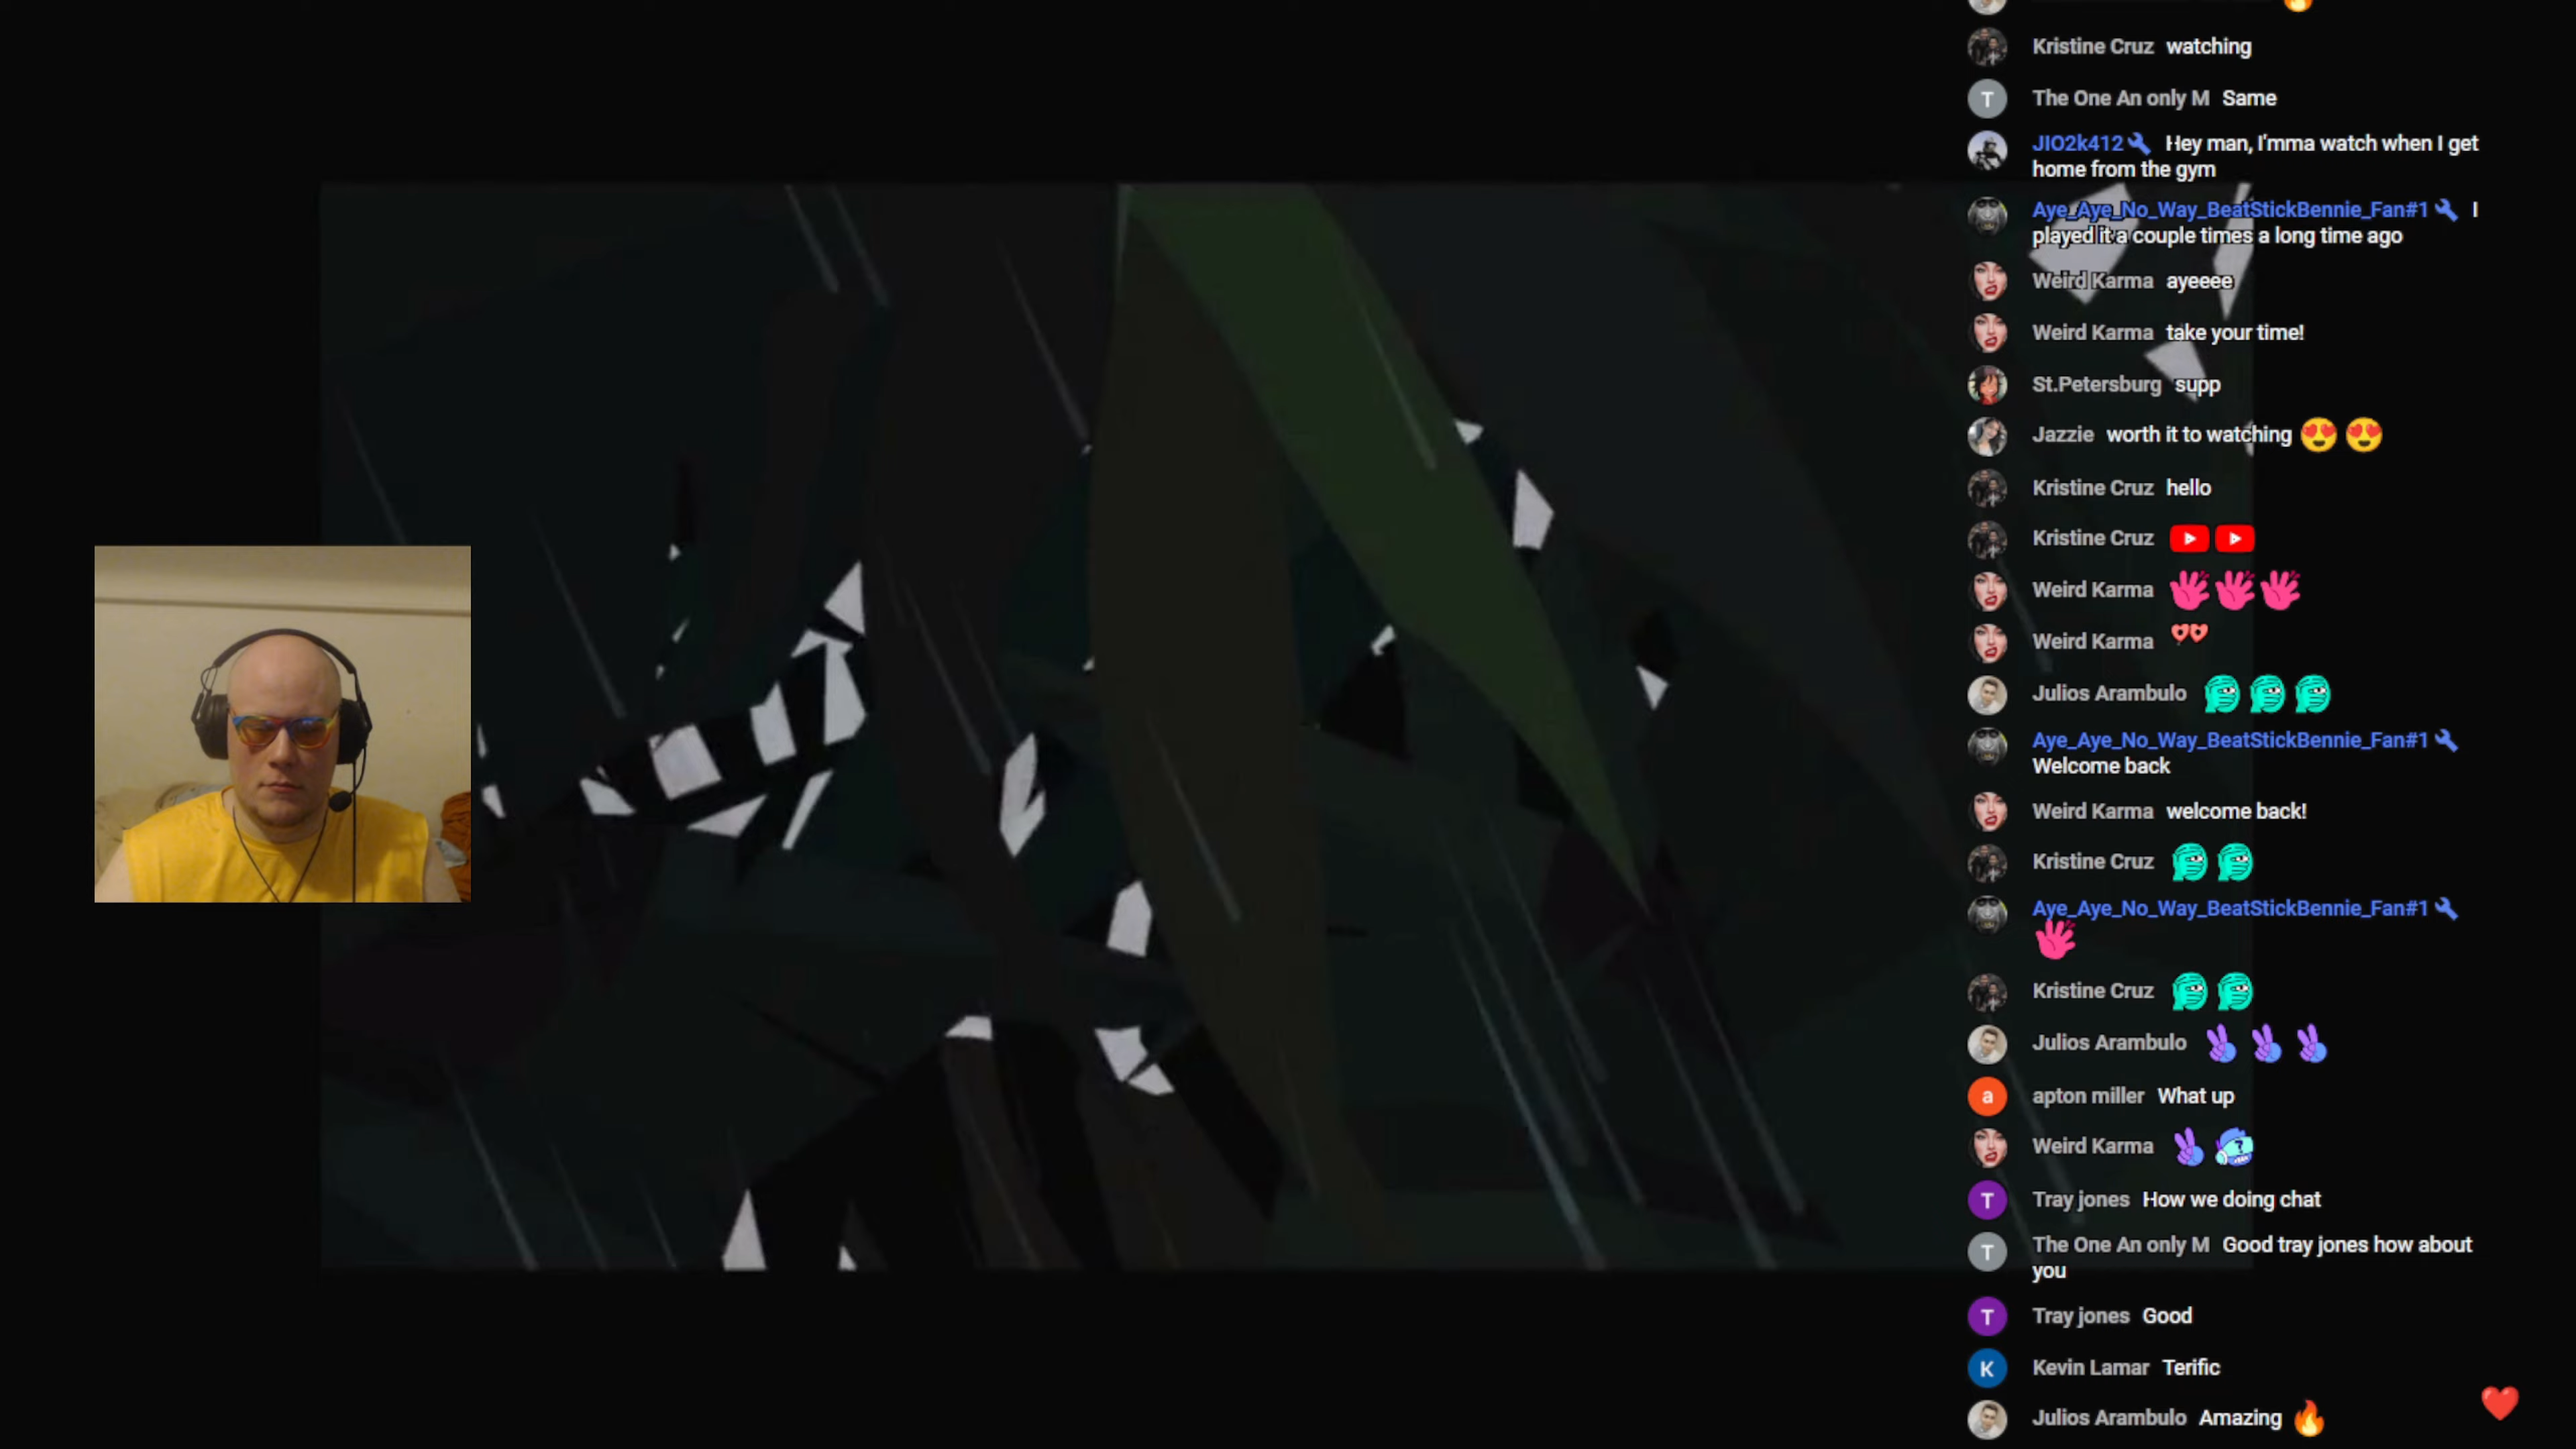 Kristine Cruz watching
T The One An only M Same
JIO2k412 Hey man, I'mma watch when I get
home from the gym
Aye_Aye_No_Way_BeatStickBennie_Fan#1 I
played it a couple times a long time ago
Weird Karma ayeeee
Weird Karma take your time!
St.Petersburg supp
Jazzie worth it to watching 😍 😍
Kristine Cruz hello
Kristine Cruz
Weird Karma
Weird Karma
Julios Arambulo
Aye_Aye_No_Way_BeatStickBennie_Fan#1
Welcome back
Weird Karma welcome back!
Kristine Cruz
Aye_Aye_No_Way_BeatStickBennie_Fan#1
Kristine Cruz
Julios Arambulo
a apton miller What up
Weird Karma
T Tray jones How we doing chat
T The One An only M Good tray jones how about
you
T Tray jones Good
K Kevin Lamar Terific
Julios Arambulo Amazing 🔥